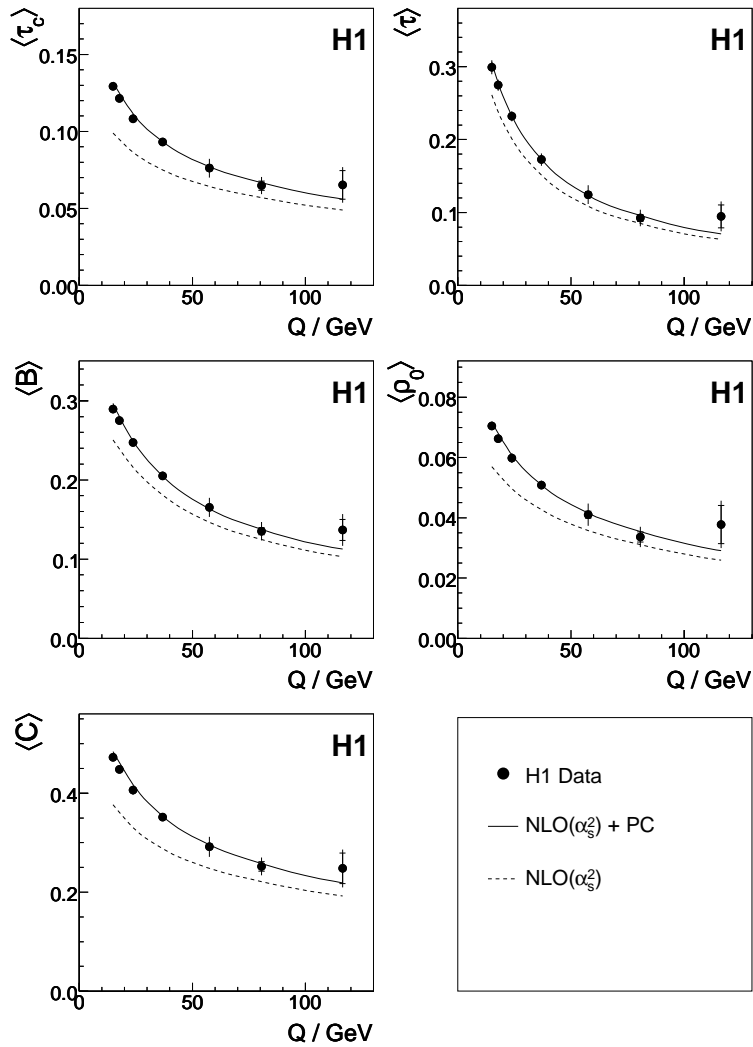 ⟨τc⟩
H1
0.15
0.10
0.05
0.00
0 50 100
Q / GeV
⟨τ⟩
H1
0.3
0.2
0.1
0.0
0 50 100
Q / GeV
⟨B⟩
H1
0.3
0.2
0.1
0.0
0 50 100
Q / GeV
⟨ρ0⟩
H1
0.08
0.06
0.04
0.02
0.00
0 50 100
Q / GeV
⟨C⟩
H1
0.4
0.2
0.0
0 50 100
Q / GeV
H1 Data
NLO(αs²) + PC
NLO(αs²)